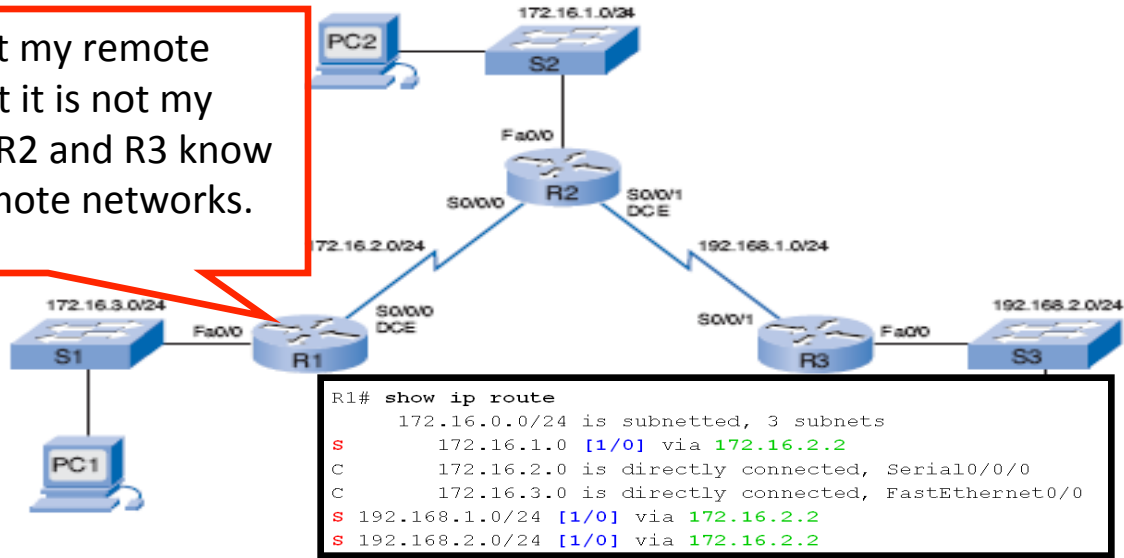 t my remote
t it is not my
R2 and R3 know
note networks.
172.16.1.0/24
PC2
S2
Fa0/0
R2
S0/0/0
S0/0/1
DCE
172.16.2.0/24
192.168.1.0/24
172.16.3.0/24
S0/0/0
DCE
Fa0/0
S1
R1
S0/0/1
Fa0/0
R3
192.168.2.0/24
S3
PC1
R1# show ip route
172.16.0.0/24 is subnetted, 3 subnets
S 172.16.1.0 [1/0] via 172.16.2.2
C 172.16.2.0 is directly connected, Serial0/0/0
C 172.16.3.0 is directly connected, FastEthernet0/0
S 192.168.1.0/24 [1/0] via 172.16.2.2
S 192.168.2.0/24 [1/0] via 172.16.2.2